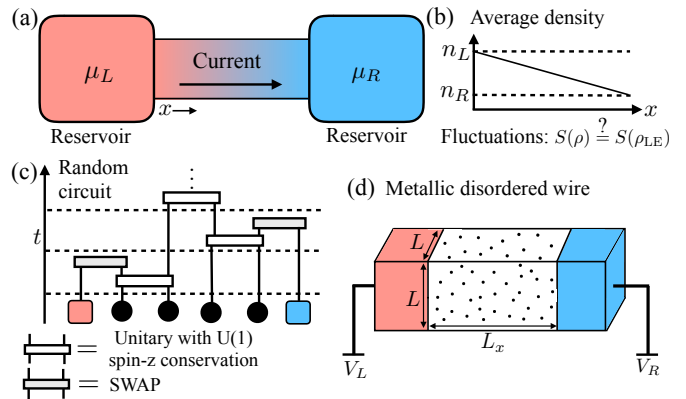 (a)
μ_L
Current
μ_R
x
Reservoir
Reservoir
(b)
Average density
n_L
n_R
x
Fluctuations: S(ρ) ≟ S(ρ_LE)
(c)
Random
circuit
⋮
t
= Unitary with U(1)
spin-z conservation
= SWAP
(d) Metallic disordered wire
L
L
L_x
V_L
V_R